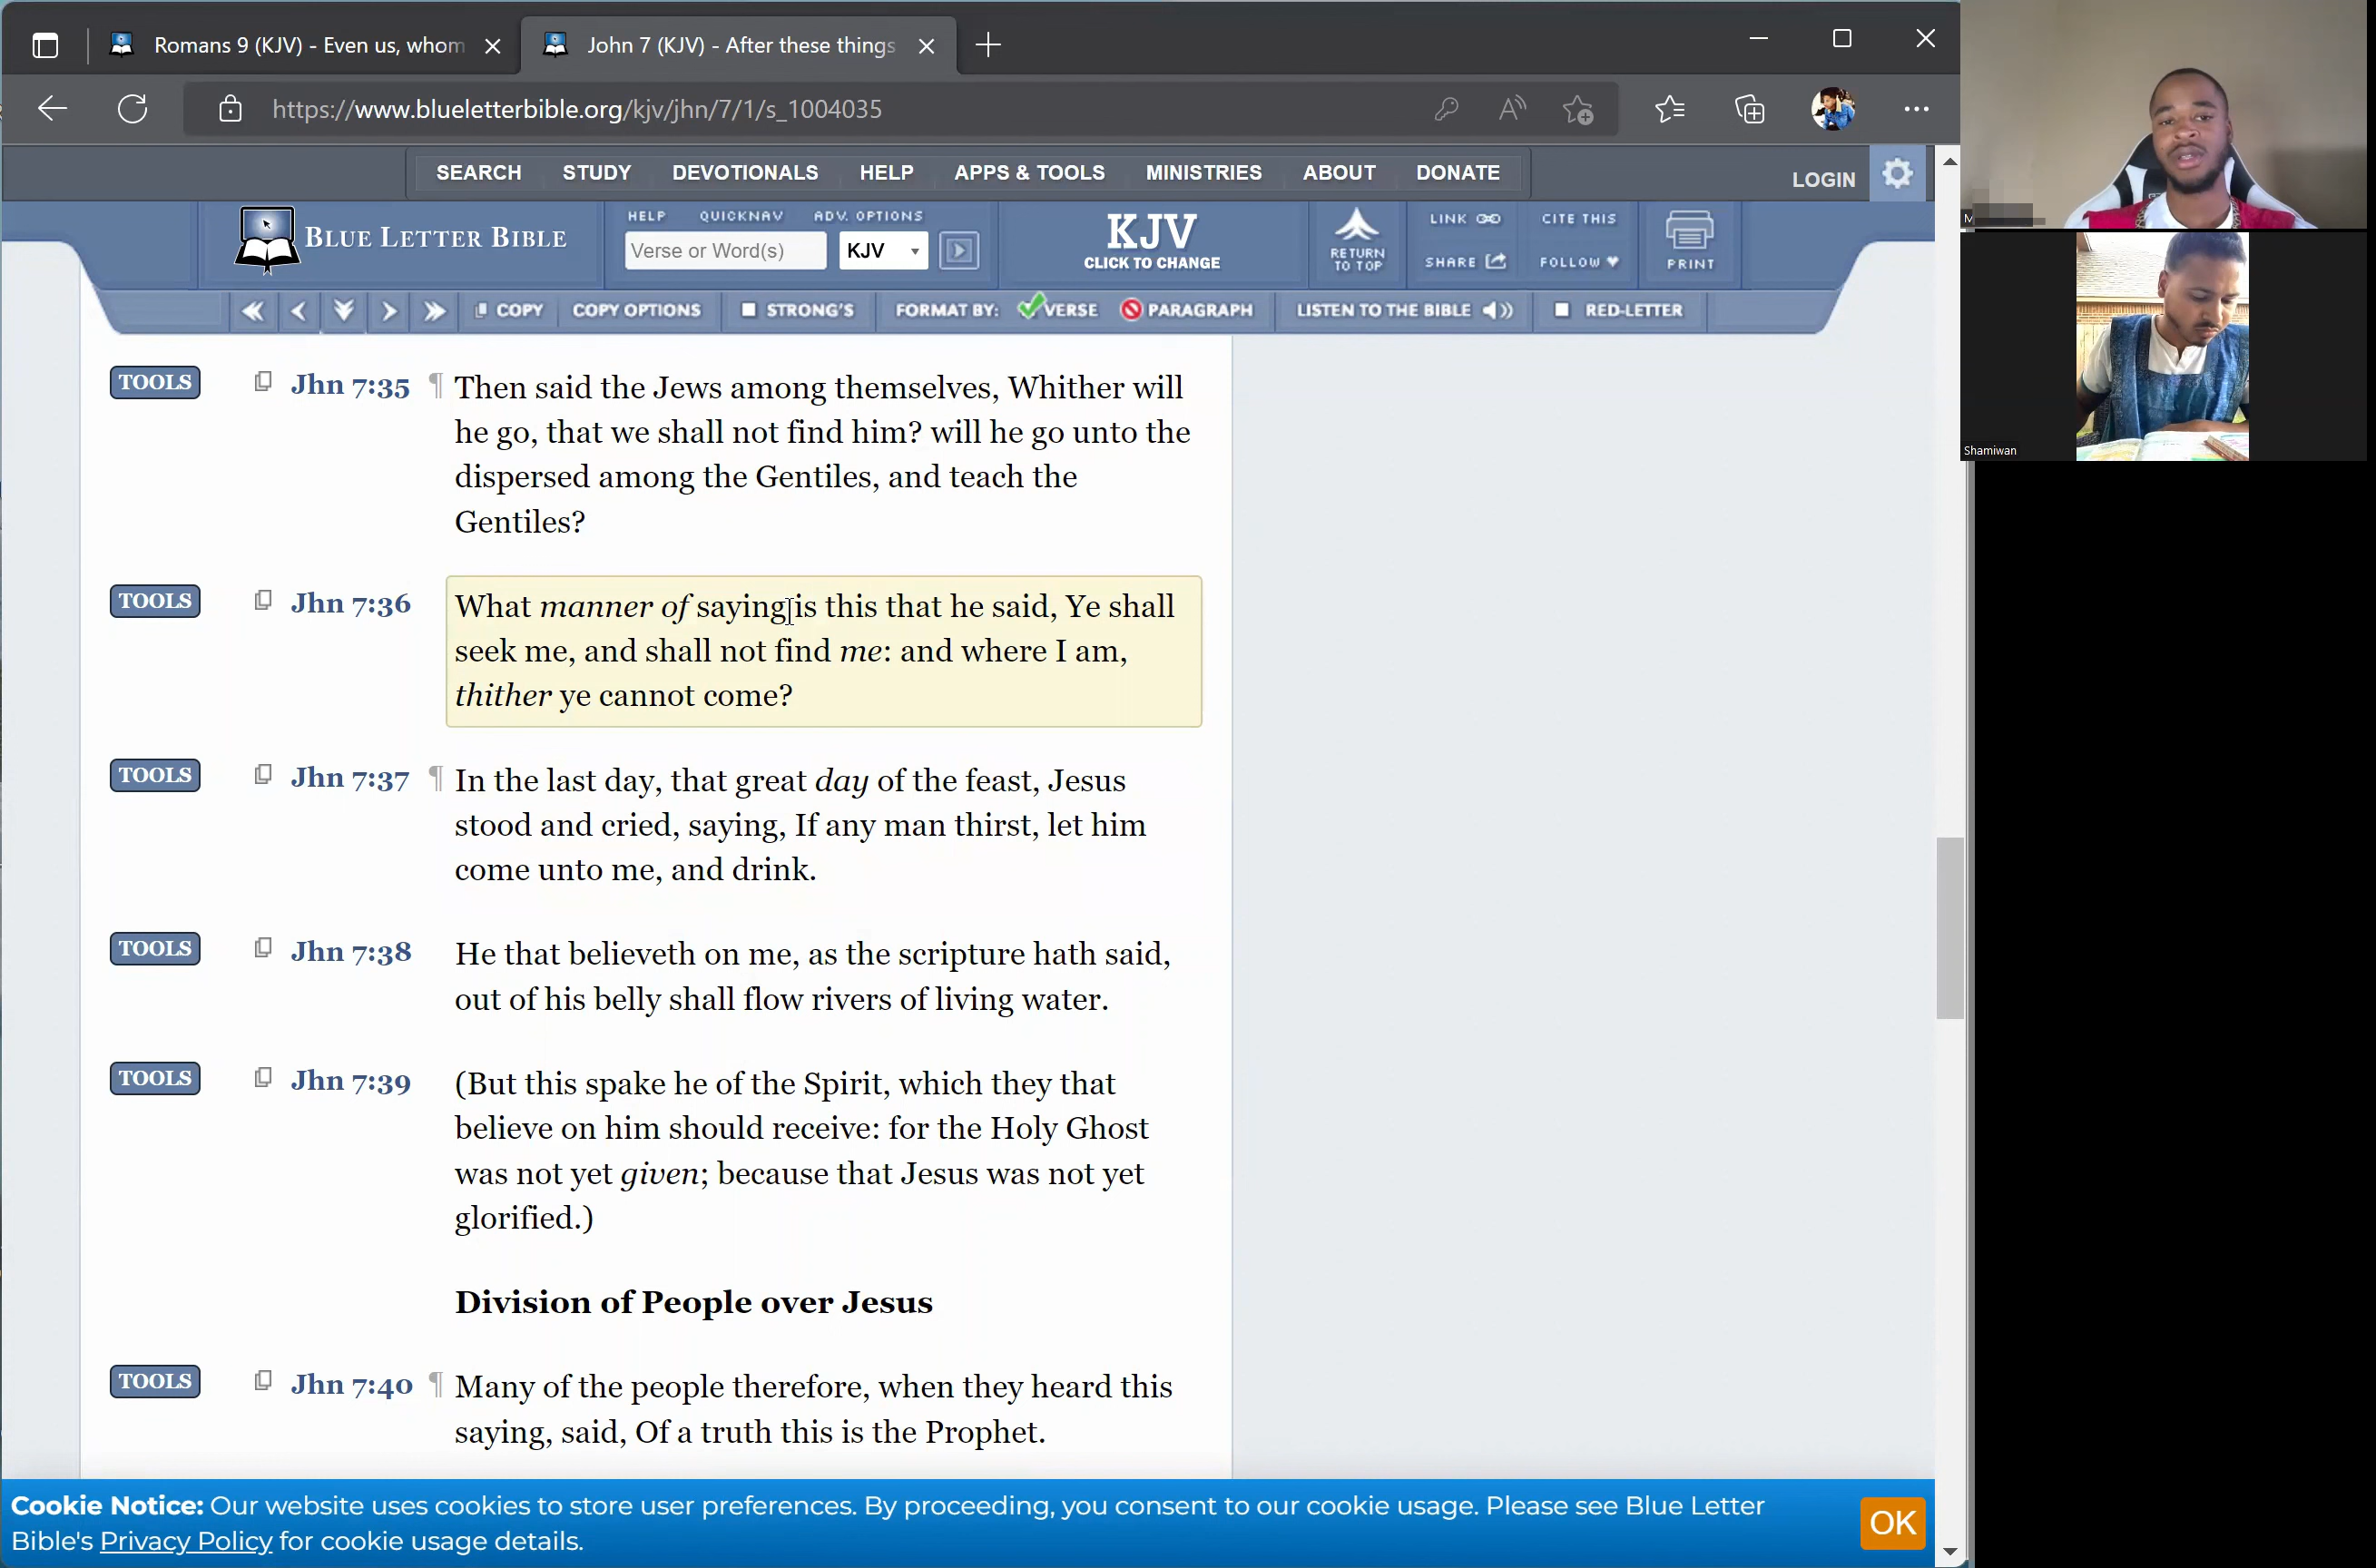 Romans 9 (KJV) - Even us, whom
John 7 (KJV) - After these things
https://www.blueletterbible.org/kjv/jhn/7/1/s_1004035
SEARCH STUDY DEVOTIONALS HELP APPS & TOOLS MINISTRIES ABOUT DONATE
LOGIN
BLUE LETTER BIBLE
HELP QUICKNAV ADV. OPTIONS
Verse or Word(s) KJV
KJV
CLICK TO CHANGE
RETURN
TO TOP
LINK CITE THIS
SHARE FOLLOW
PRINT
COPY COPY OPTIONS STRONG'S FORMAT BY: VERSE PARAGRAPH LISTEN TO THE BIBLE RED-LETTER
TOOLS Jhn 7:35 ¶ Then said the Jews among themselves, Whither will
he go, that we shall not find him? will he go unto the
dispersed among the Gentiles, and teach the
Gentiles?
TOOLS Jhn 7:36 What manner of saying is this that he said, Ye shall
seek me, and shall not find me: and where I am,
thither ye cannot come?
TOOLS Jhn 7:37 ¶ In the last day, that great day of the feast, Jesus
stood and cried, saying, If any man thirst, let him
come unto me, and drink.
TOOLS Jhn 7:38 He that believeth on me, as the scripture hath said,
out of his belly shall flow rivers of living water.
TOOLS Jhn 7:39 (But this spake he of the Spirit, which they that
believe on him should receive: for the Holy Ghost
was not yet given; because that Jesus was not yet
glorified.)
Division of People over Jesus
TOOLS Jhn 7:40 ¶ Many of the people therefore, when they heard this
saying, said, Of a truth this is the Prophet.
Cookie Notice: Our website uses cookies to store user preferences. By proceeding, you consent to our cookie usage. Please see Blue Letter
Bible's Privacy Policy for cookie usage details.
OK
Shamiwan